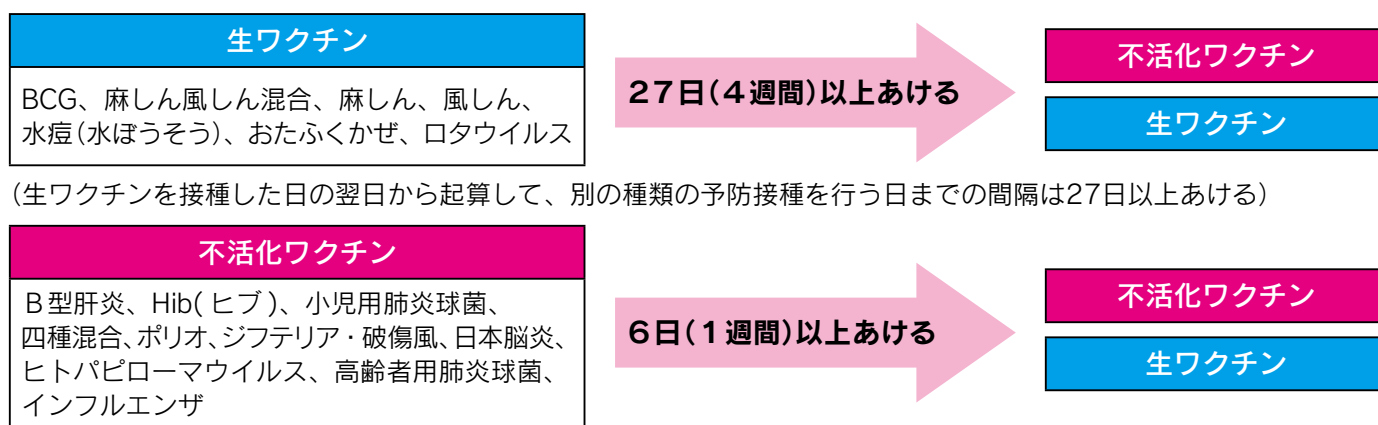 生ワクチン
BCG、麻しん風しん混合、麻しん、風しん、
水痘(水ぼうそう)、おたふくかぜ、ロタウイルス
27日(4週間)以上あける
不活化ワクチン
生ワクチン
(生ワクチンを接種した日の翌日から起算して、別の種類の予防接種を行う日までの間隔は27日以上あける)
不活化ワクチン
B型肝炎、Hib(ヒブ)、小児用肺炎球菌、
四種混合、ポリオ、ジフテリア・破傷風、日本脳炎、
ヒトパピローマウイルス、高齢者用肺炎球菌、
インフルエンザ
6日(1週間)以上あける
不活化ワクチン
生ワクチン